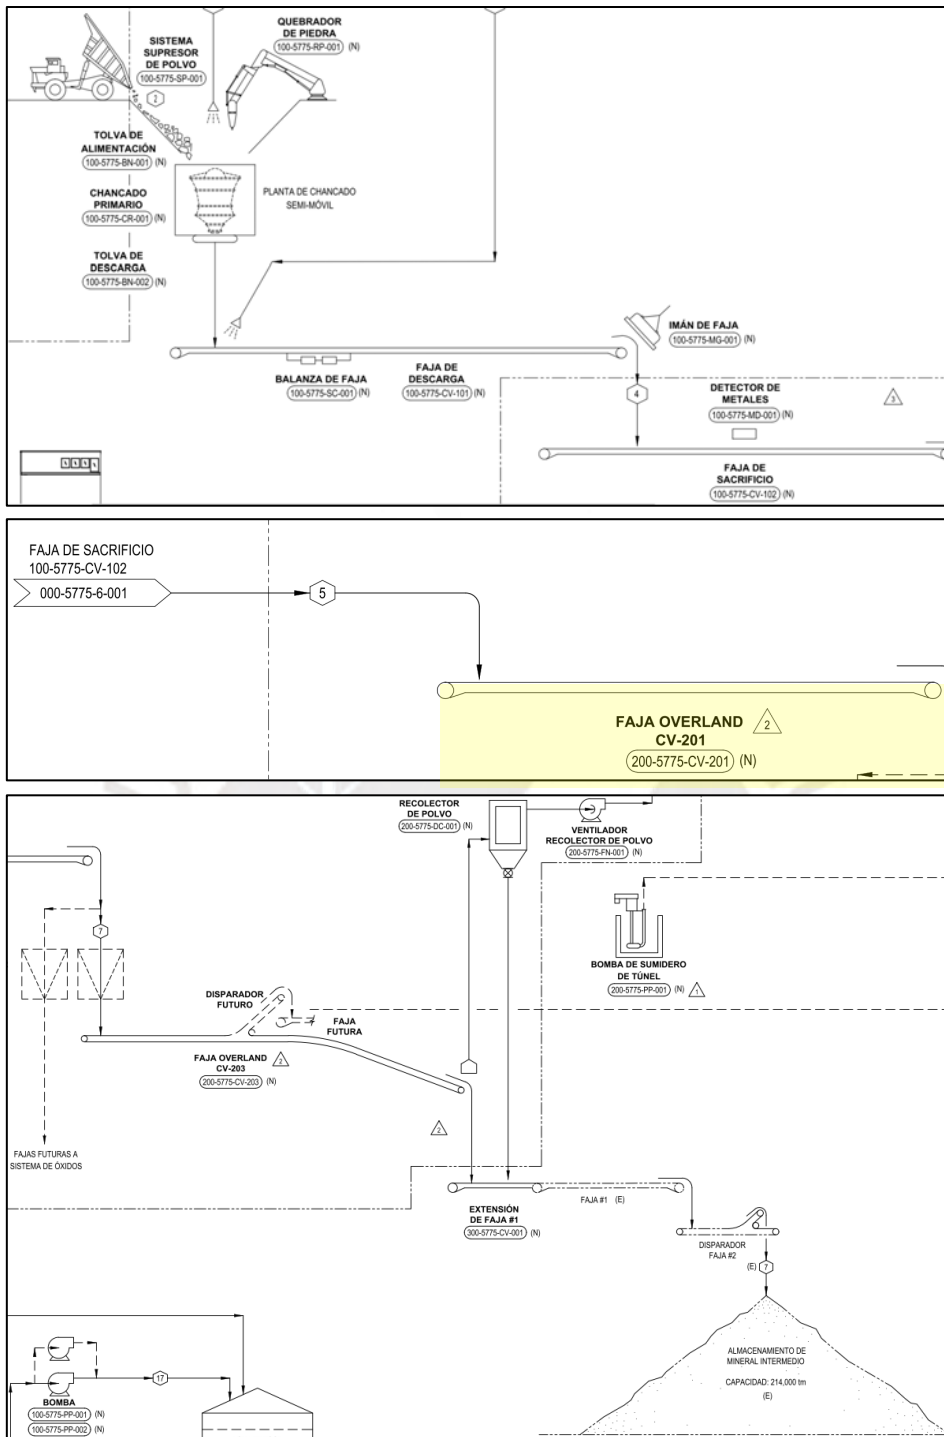 QUEBRADOR
DE PIEDRA
100-5775-RP-001 (N)
SISTEMA
SUPRESOR
DE POLVO
100-5775-SP-001
TOLVA DE
ALIMENTACIÓN
100-5775-BN-001 (N)
CHANCADO
PRIMARIO
100-5775-CR-001 (N)
PLANTA DE CHANCADO
SEMI-MÓVIL
TOLVA DE
DESCARGA
100-5775-BN-002 (N)
IMÁN DE FAJA
100-5775-MG-001 (N)
BALANZA DE FAJA
100-5775-SC-001 (N)
FAJA DE
DESCARGA
100-5775-CV-101 (N)
4
DETECTOR DE
METALES
100-5775-MD-001 (N)
3
FAJA DE
SACRIFICIO
100-5775-CV-102 (N)
FAJA DE SACRIFICIO
100-5775-CV-102
000-5775-6-001
5
FAJA OVERLAND 2
CV-201
200-5775-CV-201 (N)
RECOLECTOR
DE POLVO
200-5775-DC-001 (N)
VENTILADOR
RECOLECTOR DE POLVO
200-5775-FN-001 (N)
7
BOMBA DE SUMIDERO
DE TÚNEL
200-5775-PP-001 (N) 1
DISPARADOR
FUTURO
FAJA
FUTURA
FAJA OVERLAND 2
CV-203
200-5775-CV-203 (N)
2
FAJAS FUTURAS A
SISTEMA DE ÓXIDOS
FAJA #1 (E)
EXTENSIÓN
DE FAJA #1
300-5775-CV-001 (N)
DISPARADOR
FAJA #2
(E) 7
ALMACENAMIENTO DE
MINERAL INTERMEDIO
CAPACIDAD: 214,000 tm
(E)
17
BOMBA
100-5775-PP-001 (N)
100-5775-PP-002 (N)